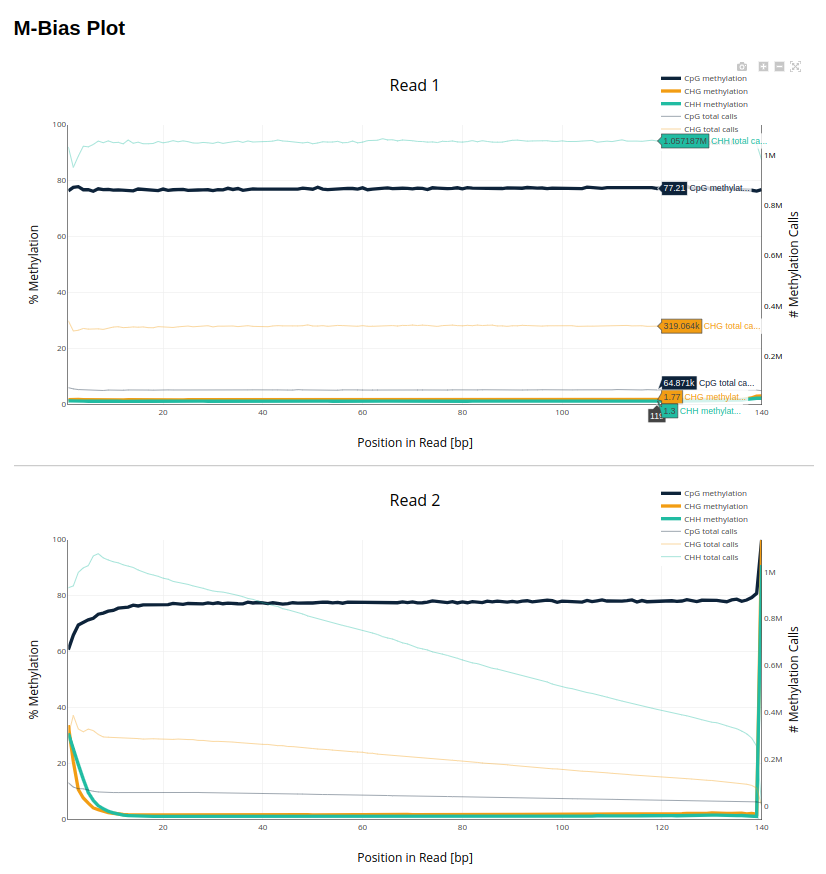 M-Bias Plot
Read 1
CpG methylation
CHG methylation
CHH methylation
CpG total calls
CHG total calls
100
80
60
40
20
0
% Methylation
1.057187M CHH total ca...
77.21 CpG methylat...
319.064k CHG total ca...
64.871k CpG total ca...
1.77 CHG methylat...
1.3 CHH methylat...
1M
0.8M
0.6M
0.4M
0.2M
# Methylation Calls
20
40
60
80
100
140
Position in Read [bp]
Read 2
CpG methylation
CHG methylation
CHH methylation
CpG total calls
CHG total calls
CHH total calls
100
80
60
40
20
0
% Methylation
1M
0.8M
0.6M
0.4M
0.2M
0
# Methylation Calls
20
40
60
80
100
120
140
Position in Read [bp]